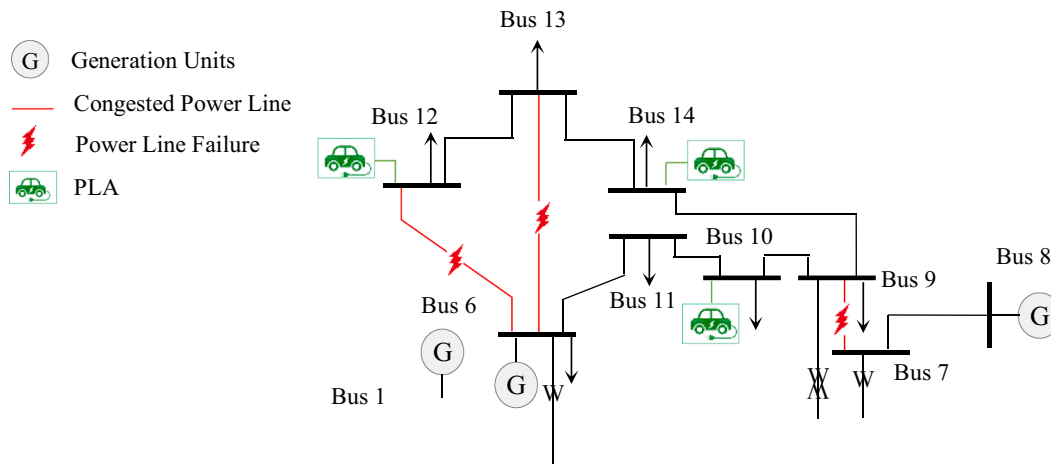 G Generation Units
Congested Power Line
Power Line Failure
PLA
Bus 13
Bus 12
Bus 14
Bus 10
Bus 11
Bus 9
Bus 8
G
Bus 6
G
Bus 7
G
Bus 1